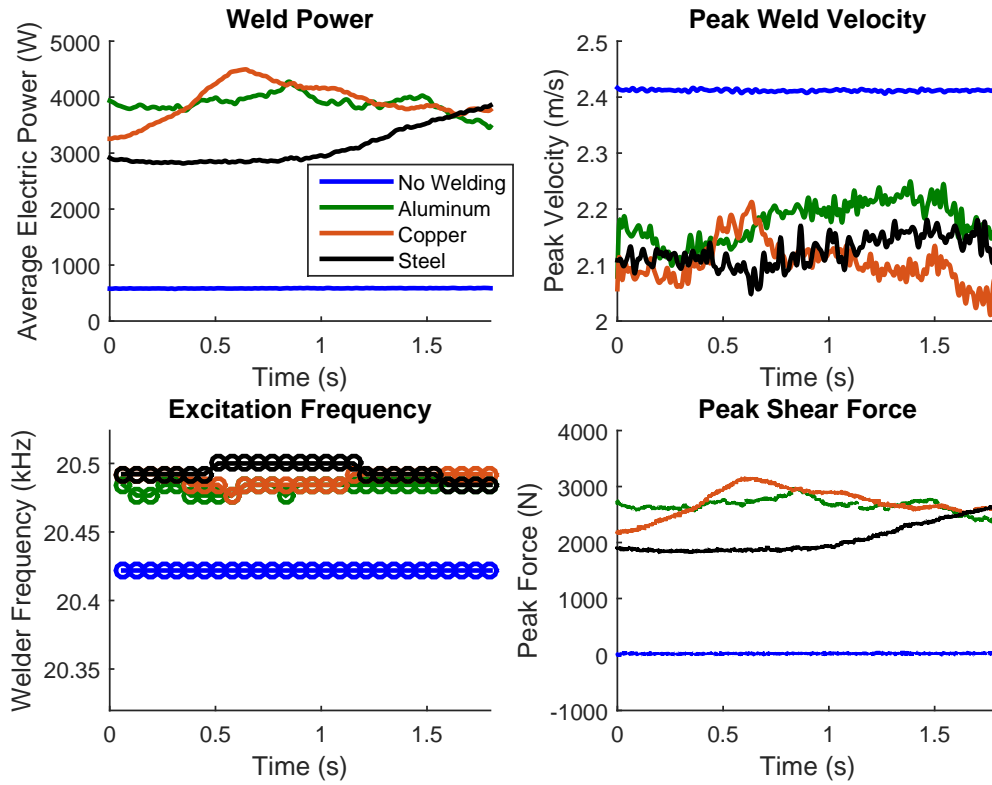 Weld Power
Average Electric Power (W)
5000
4000
3000
2000
1000
0
0
0.5
1
1.5
Time (s)
No Welding
Aluminum
Copper
Steel
Peak Weld Velocity
Peak Velocity (m/s)
2.5
2.4
2.3
2.2
2.1
2
0
0.5
1
1.5
Time (s)
Excitation Frequency
Welder Frequency (kHz)
20.5
20.45
20.4
20.35
0
0.5
1
1.5
Time (s)
Peak Shear Force
Peak Force (N)
4000
3000
2000
1000
0
-1000
0
0.5
1
1.5
Time (s)